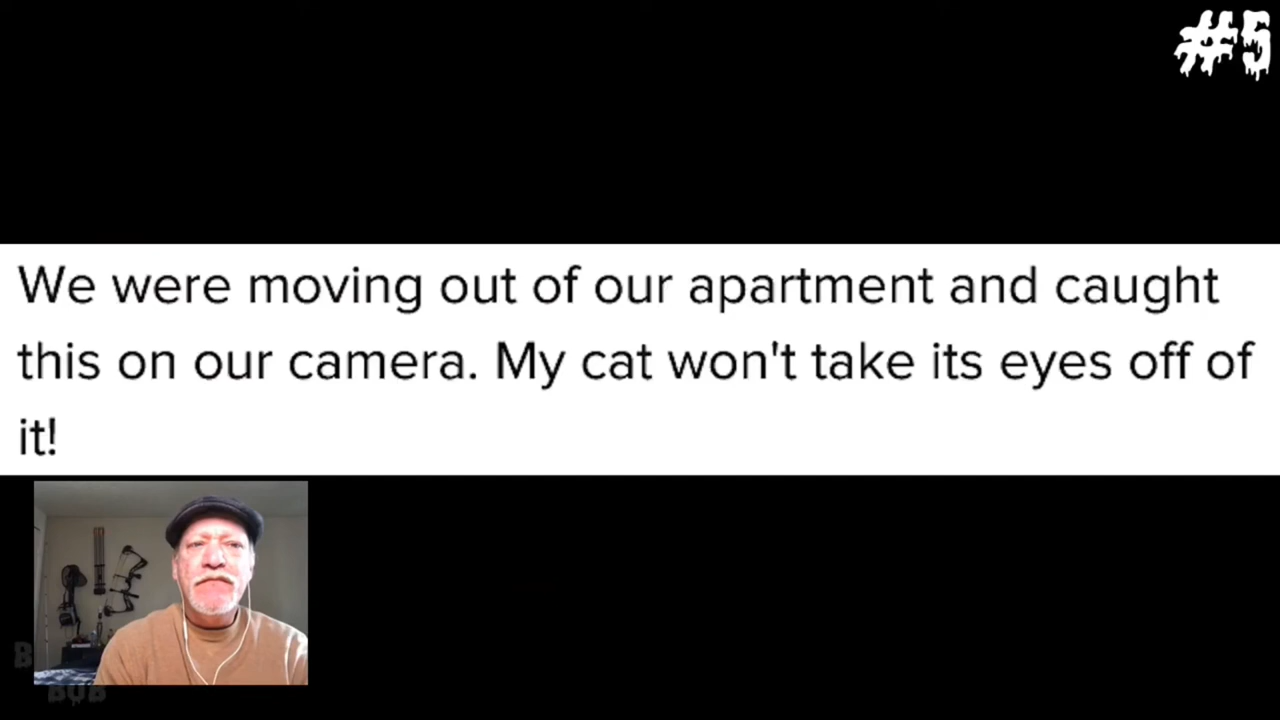 #5
We were moving out of our apartment and caught
this on our camera. My cat won't take its eyes off of
it!
BUB